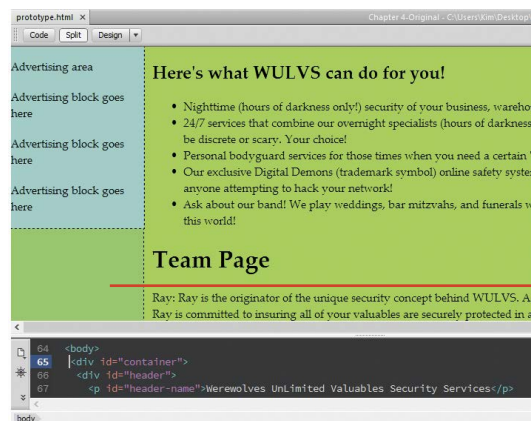 prototype.html ×
Chapter 4-Original - C:\Users\Kim\Desktop\
Code Split Design
Advertising area
Advertising block goes
here
Advertising block goes
here
Advertising block goes
here
Here's what WULVS can do for you!
• Nighttime (hours of darkness only!) security of your business,
• 24/7 services that combine our overnight specialists (hours of darkness
be discrete or scary. Your choice!
• Personal bodyguard services for those times when you need a certain
• Our exclusive Digital Demons (trademark symbol) online safety
anyone attempting to hack your network!
• Ask about our band! We play weddings, bar mitzvahs, and funerals
this world!
Team Page
Ray: Ray is the originator of the unique security concept behind WULVS. A
Ray is committed to insuring all of your valuables are securely protected in a
64 <body>
65 <div id="container">
66 <div id="header">
67 <p id="header-name">Werewolves UnLimited Valuables Security Services</p>
body